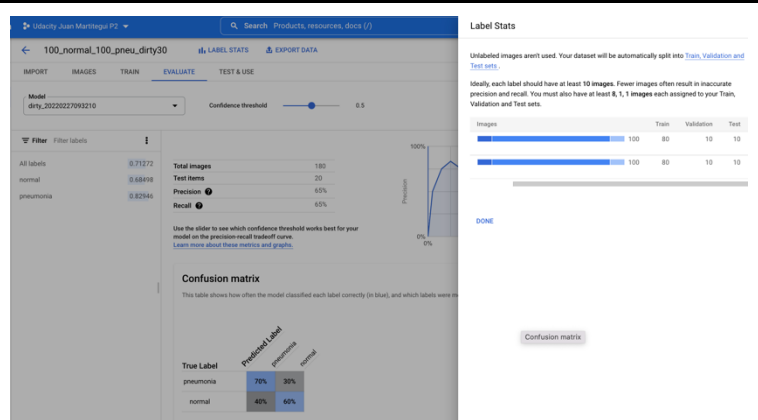 Udacity Juan Martitegui P2
Search Products, resources, docs (/)
100_normal_100_pneu_dirty30
LABEL STATS
EXPORT DATA
IMPORT
IMAGES
TRAIN
EVALUATE
TEST & USE
Model
dirty_20220227093210
Confidence threshold
0.5
Filter Filter labels
All labels 0.71272
normal 0.68498
pneumonia 0.82946
Total images 180
Test items 20
Precision 65%
Recall 65%
Use the slider to see which confidence threshold works best for your
model on the precision-recall tradeoff curve.
Learn more about these metrics and graphs.
100%
Precision
0%
0%
Confusion matrix
This table shows how often the model classified each label correctly (in blue), and which labels were
Predicted Label
pneumonia
normal
True Label
pneumonia 70% 30%
normal 40% 60%
Label Stats
Unlabeled images aren't used. Your dataset will be automatically split into Train, Validation and
Test sets .
Ideally, each label should have at least 10 images. Fewer images often result in inaccurate
precision and recall. You must also have at least 8, 1, 1 images each assigned to your Train,
Validation and Test sets.
Images Train Validation Test
100 80 10 10
100 80 10 10
DONE
Confusion matrix